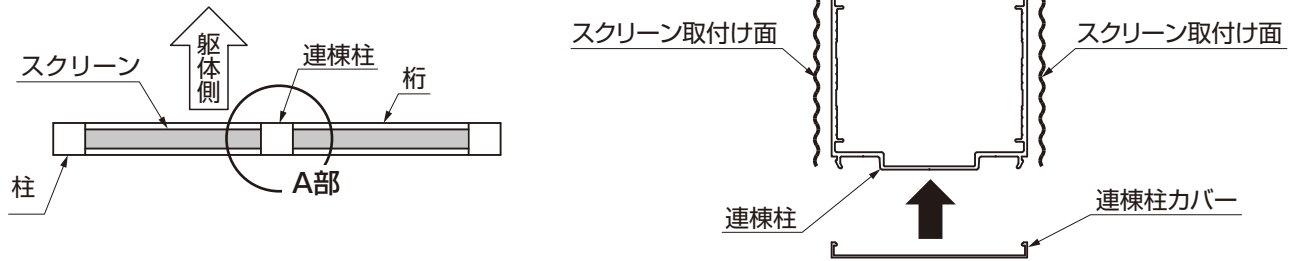 スクリーン
躯体側
連棟柱
桁
柱
A部
スクリーン取付け面
スクリーン取付け面
連棟柱
連棟柱カバー